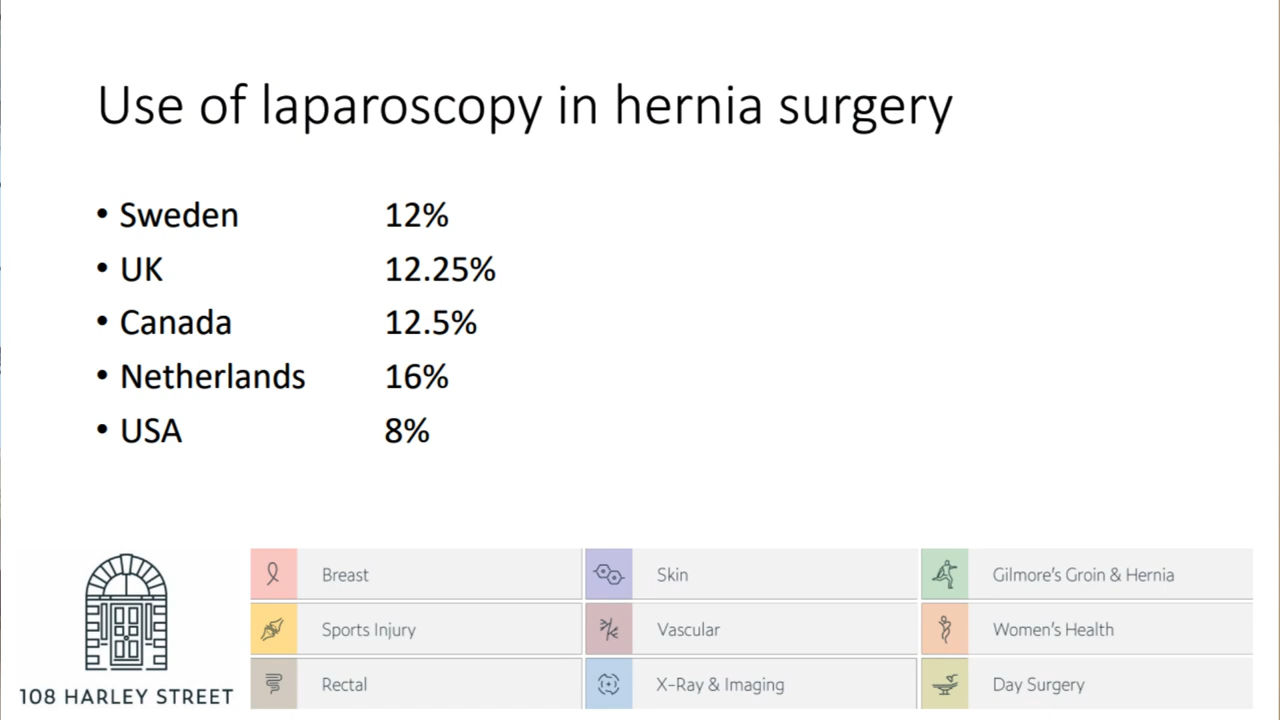 Use of laparoscopy in hernia surgery
• Sweden 12%
• UK 12.25%
• Canada 12.5%
• Netherlands 16%
• USA 8%
Breast Skin Gilmore's Groin & Hernia
Sports Injury Vascular Women's Health
Rectal X-Ray & Imaging Day Surgery
108 HARLEY STREET